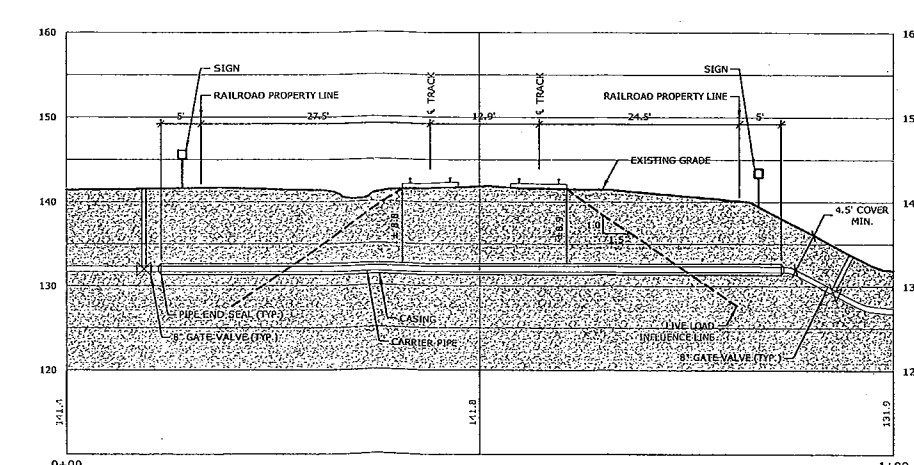 160
SIGN
RAILROAD PROPERTY LINE
℄ TRACK
℄ TRACK
SIGN
RAILROAD PROPERTY LINE
150
5'
27.5'
12.9'
24.5'
5'
EXISTING GRADE
140
4.5' COVER
MIN.
1.0
1.5
130
PIPE END SEAL (TYP.)
8" GATE VALVE (TYP.)
CASING
CARRIER PIPE
LIVE LOAD
INFLUENCE LINE
8" GATE VALVE (TYP.)
120
141.4
141.8
131.9
0+00
1+00